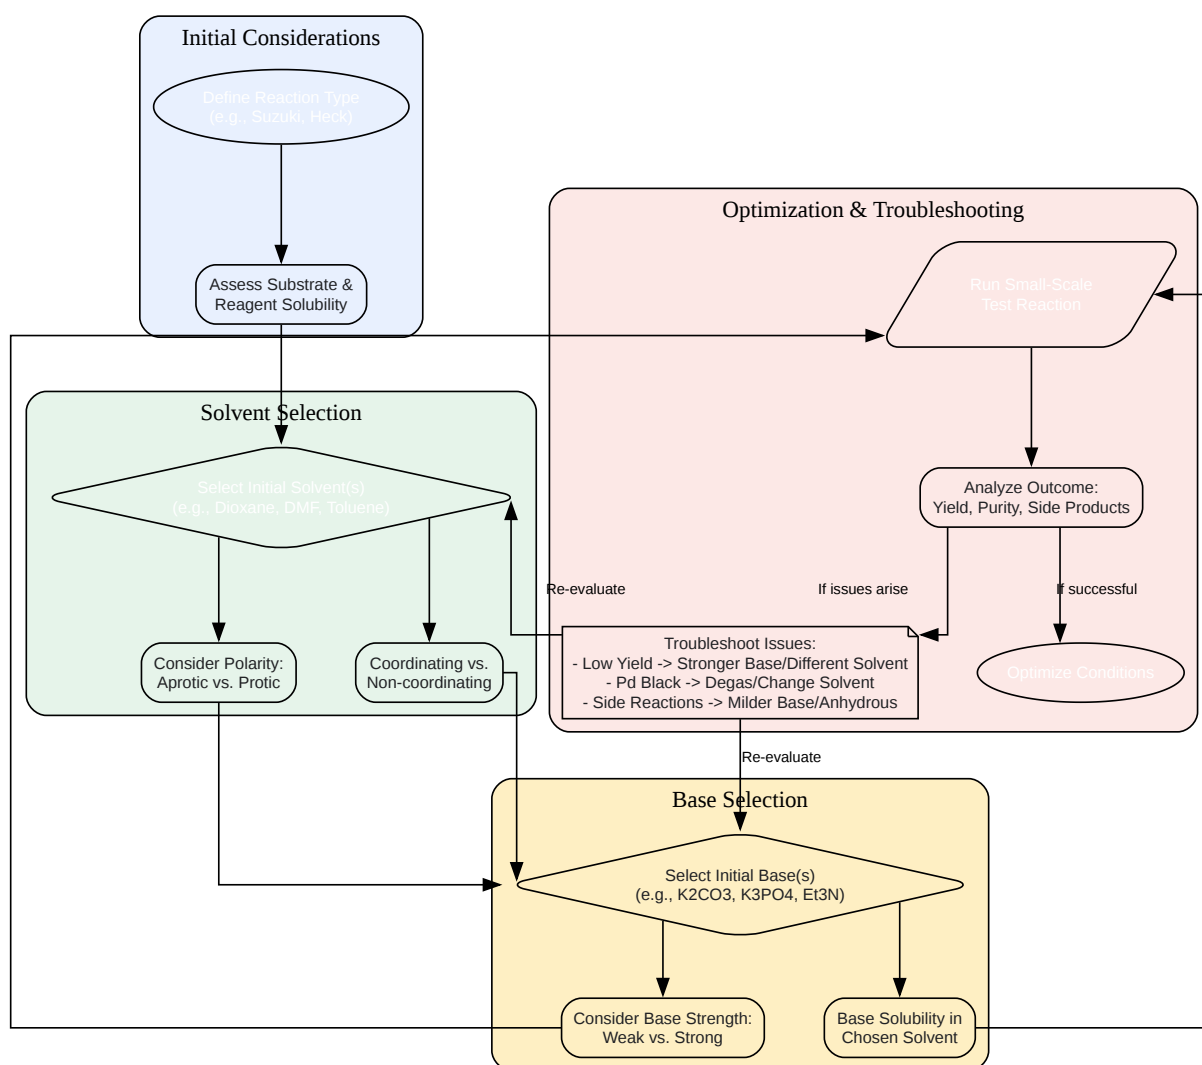 Initial Considerations
Define Reaction Type
(e.g., Suzuki, Heck)
Assess Substrate &
Reagent Solubility
Optimization & Troubleshooting
Run Small-Scale
Test Reaction
Analyze Outcome:
Yield, Purity, Side Products
If issues arise
If successful
Troubleshoot Issues:
- Low Yield -> Stronger Base/Different Solvent
- Pd Black -> Degas/Change Solvent
- Side Reactions -> Milder Base/Anhydrous
Optimize Conditions
Solvent Selection
Select Initial Solvent(s)
(e.g., Dioxane, DMF, Toluene)
Re-evaluate
Consider Polarity:
Aprotic vs. Protic
Coordinating vs.
Non-coordinating
Re-evaluate
Base Selection
Select Initial Base(s)
(e.g., K2CO3, K3PO4, Et3N)
Consider Base Strength:
Weak vs. Strong
Base Solubility in
Chosen Solvent